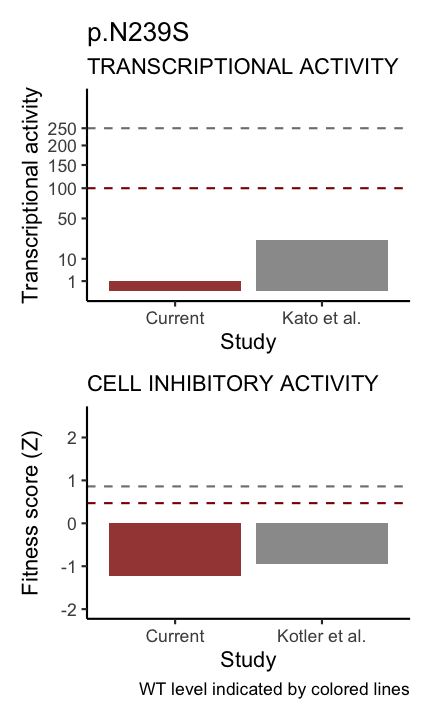 p.N239S
TRANSCRIPTIONAL ACTIVITY
Transcriptional activity
250
200
150
100
50
10
1
Current
Kato et al.
Study
CELL INHIBITORY ACTIVITY
Fitness score (Z)
2
1
0
-1
-2
Current
Kotler et al.
Study
WT level indicated by colored lines